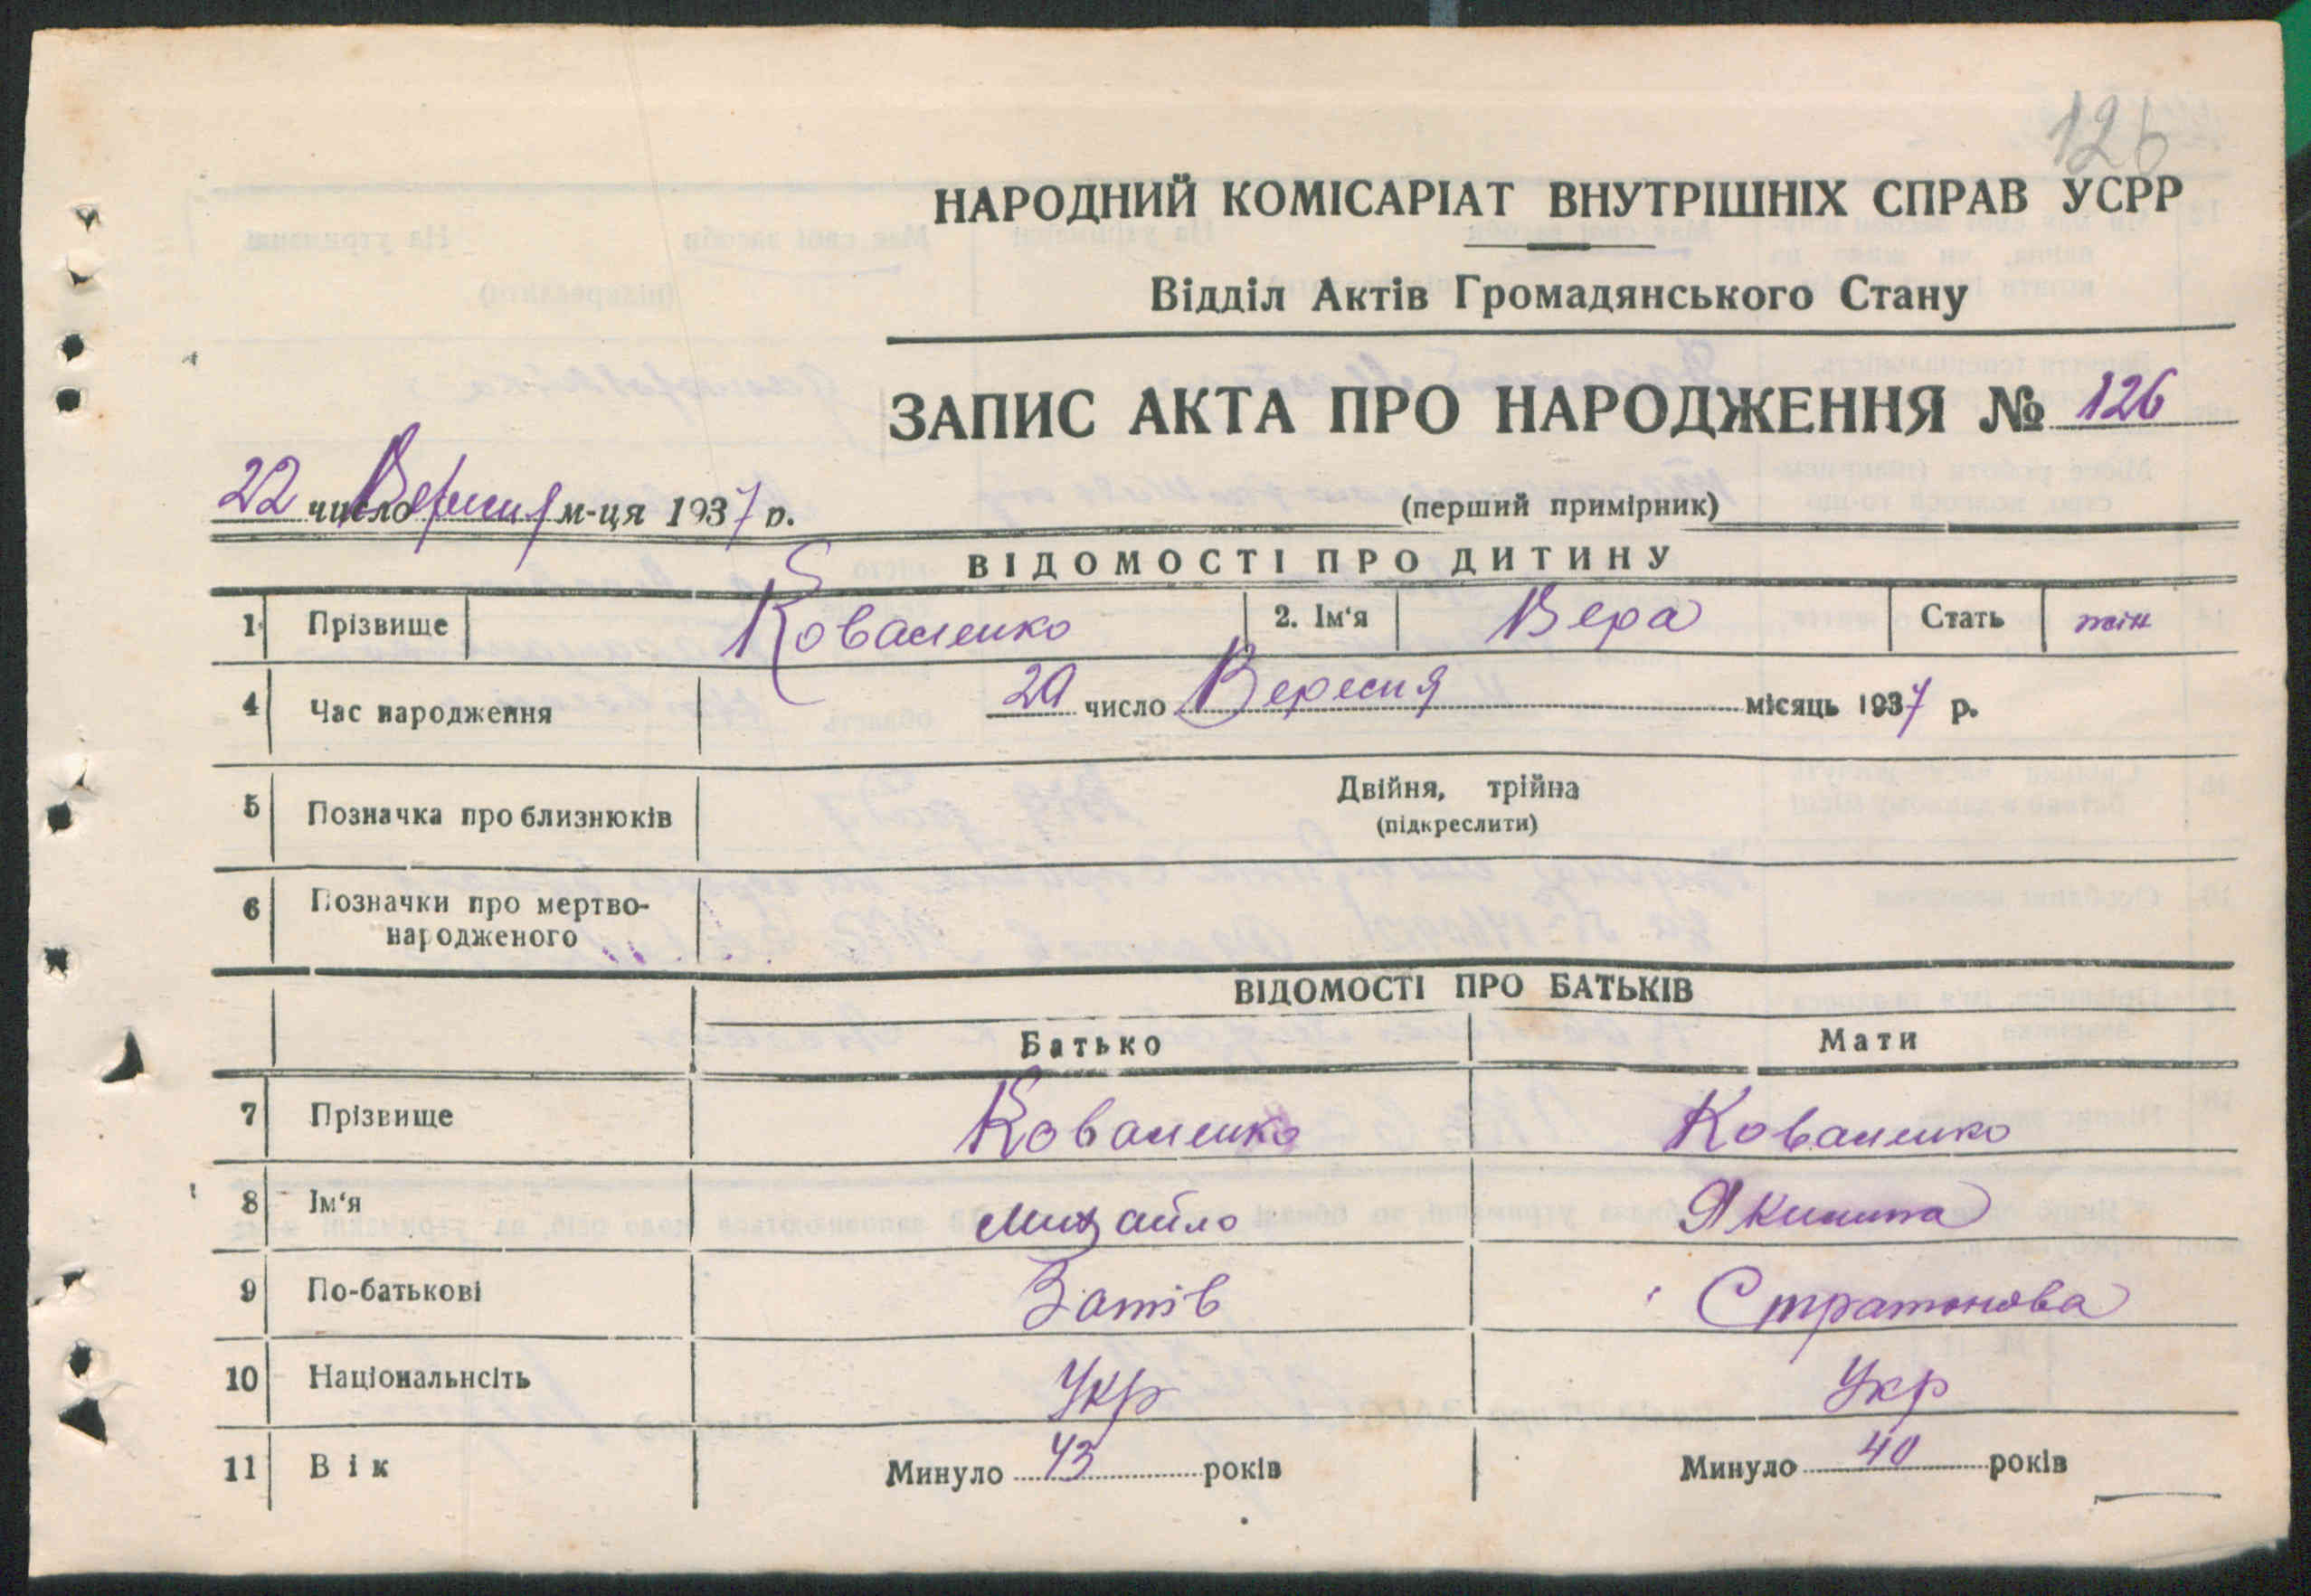 126
НАРОДНИЙ КОМІСАРІАТ ВНУТРІШНІХ СПРАВ УСРР
Відділ Актів Громадянського Стану
ЗАПИС АКТА ПРО НАРОДЖЕННЯ № 126
22 число Вересня м-ця 1937 р.
(перший примірник)
ВІДОМОСТІ ПРО ДИТИНУ
1 Прізвище Коваленко 2. Ім'я Вера Стать жін
4 Час народження 20 число Вересня місяць 1937 р.
5 Позначка про близнюків Двійня, трійна
(підкреслити)
6 Позначки про мертво-
народженого
ВІДОМОСТІ ПРО БАТЬКІВ
Батько Мати
7 Прізвище Коваленко Коваленко
8 Ім'я Михайло Якилина
9 По-батькові Стратонова
10 Національнсіть Укр Укр
11 Вік Минуло 43 років Минуло 40 років